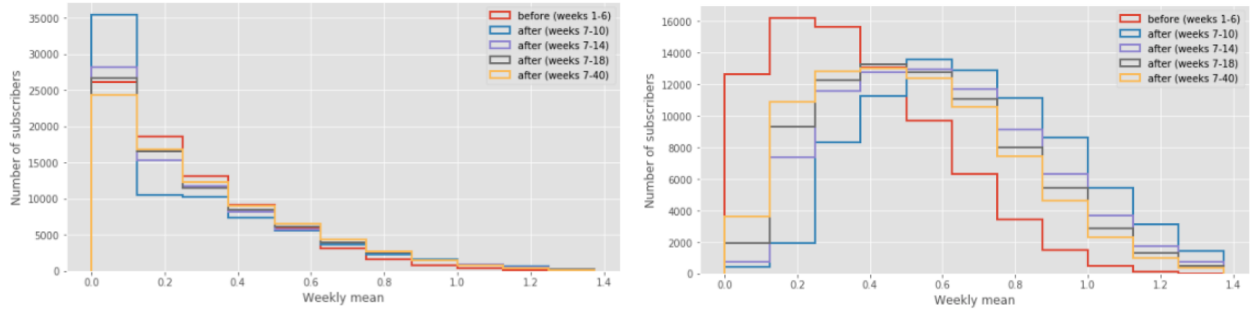 35000
30000
25000
20000
15000
10000
5000
0
Number of subscribers
before (weeks 1-6)
after (weeks 7-10)
after (weeks 7-14)
after (weeks 7-18)
after (weeks 7-40)
0.0 0.2 0.4 0.6 0.8 1.0 1.2 1.4
Weekly mean
16000
14000
12000
10000
8000
6000
4000
2000
0
Number of subscribers
before (weeks 1-6)
after (weeks 7-10)
after (weeks 7-14)
after (weeks 7-18)
after (weeks 7-40)
0.0 0.2 0.4 0.6 0.8 1.0 1.2 1.4
Weekly mean